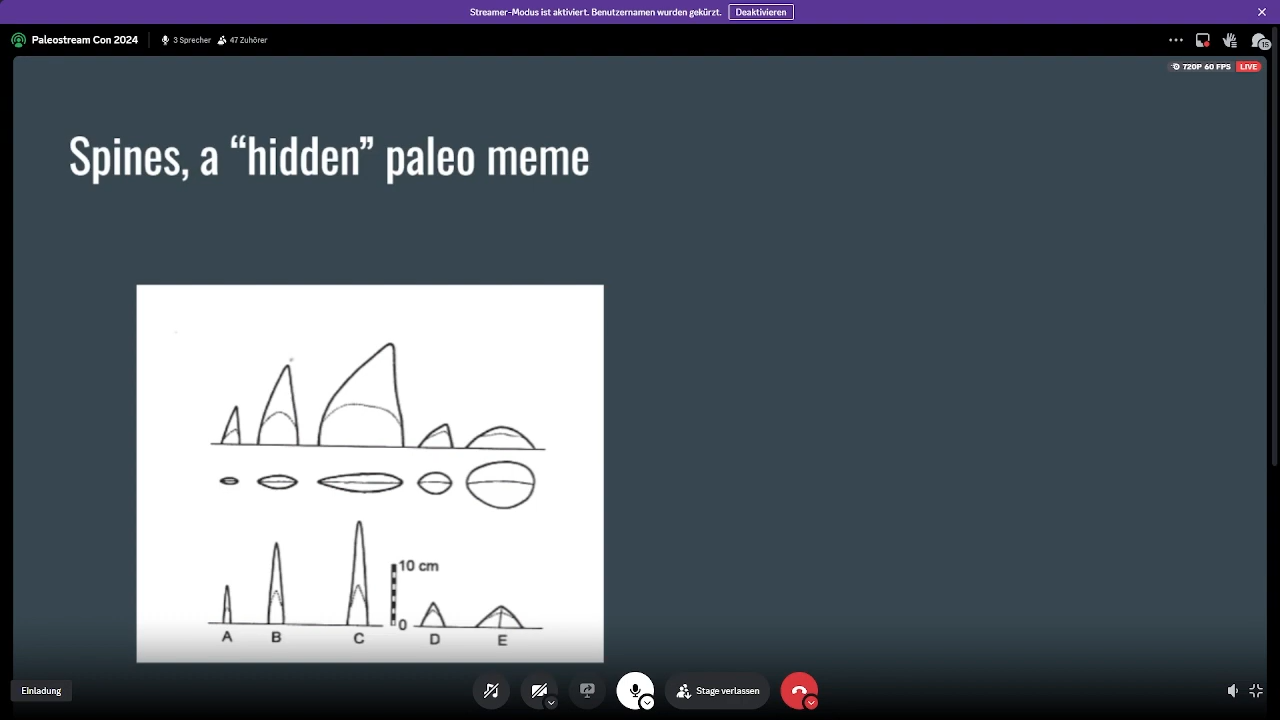 Streamer-Modus ist aktiviert. Benutzernamen wurden gekürzt. Deaktivieren
Paleostream Con 2024 3 Sprecher 47 Zuhörer
15
720P 60 FPS LIVE
Spines, a “hidden” paleo meme
10 cm
0
A B C D E
Einladung
Stage verlassen